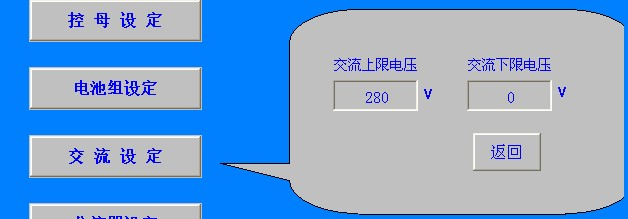 控 母 设 定
电池组设定
交 流 设 定
交流上限电压
280 V
交流下限电压
0 V
返回